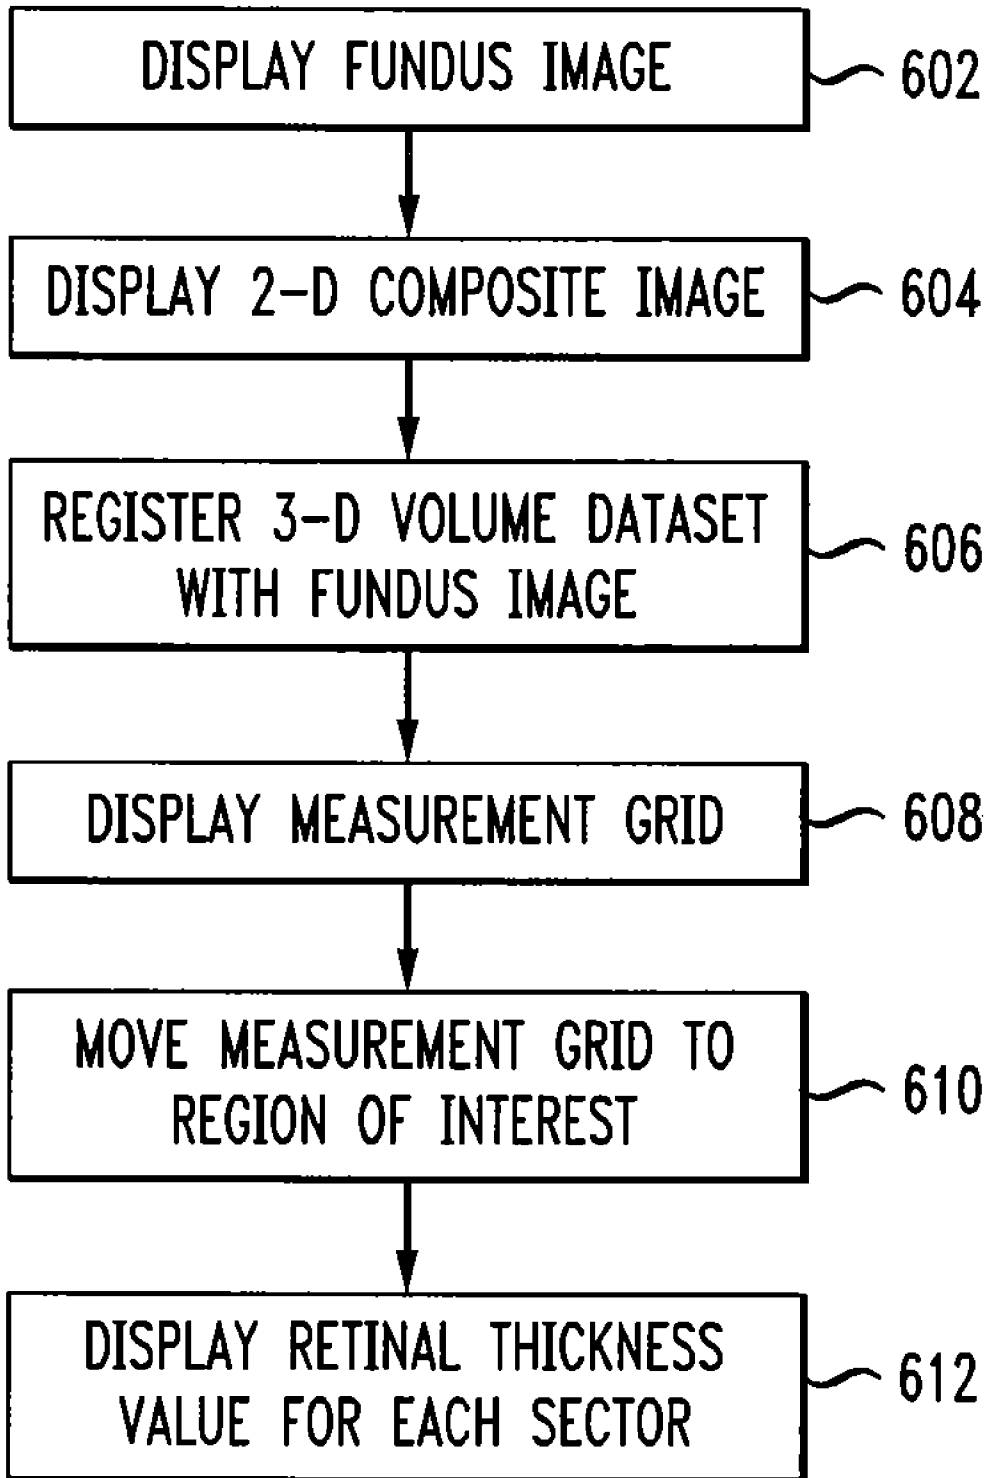 DISPLAY FUNDUS IMAGE
602
DISPLAY 2-D COMPOSITE IMAGE
604
REGISTER 3-D VOLUME DATASET
WITH FUNDUS IMAGE
606
DISPLAY MEASUREMENT GRID
608
MOVE MEASUREMENT GRID TO
REGION OF INTEREST
610
DISPLAY RETINAL THICKNESS
VALUE FOR EACH SECTOR
612